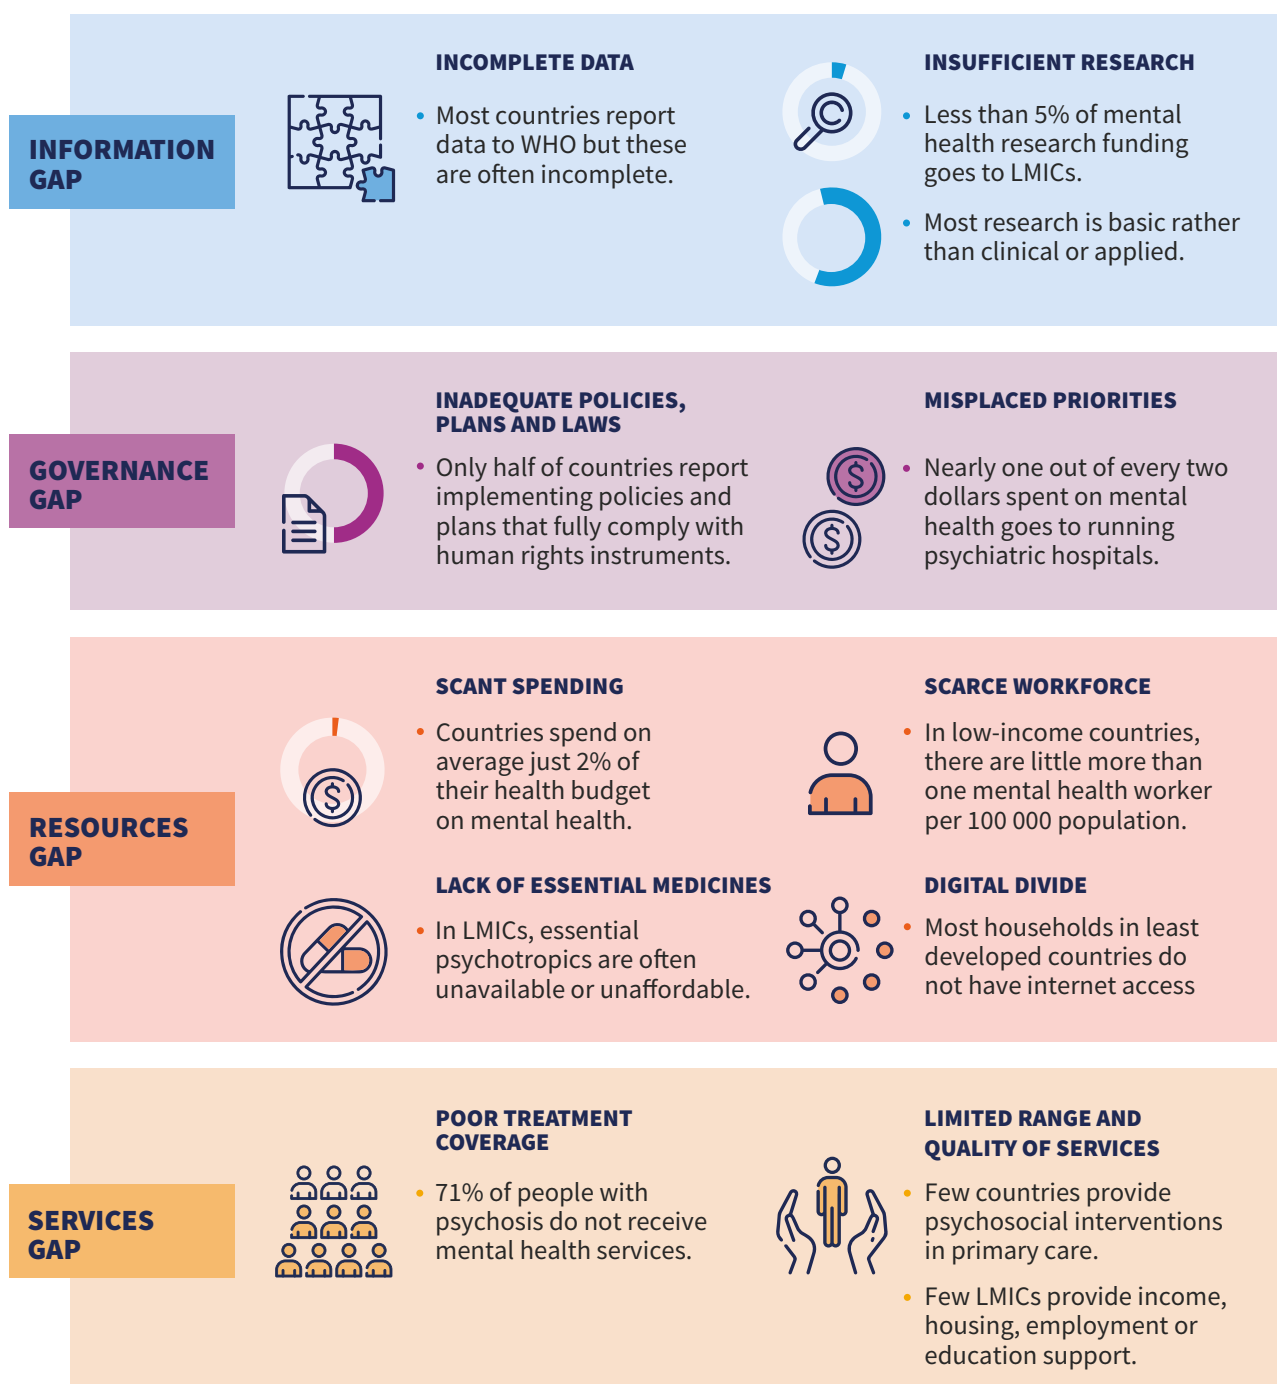 INFORMATION
GAP
INCOMPLETE DATA
• Most countries report
data to WHO but these
are often incomplete.
INSUFFICIENT RESEARCH
• Less than 5% of mental
health research funding
goes to LMICs.
• Most research is basic rather
than clinical or applied.
GOVERNANCE
GAP
INADEQUATE POLICIES,
PLANS AND LAWS
• Only half of countries report
implementing policies and
plans that fully comply with
human rights instruments.
MISPLACED PRIORITIES
$
$
• Nearly one out of every two
dollars spent on mental
health goes to running
psychiatric hospitals.
RESOURCES
GAP
SCANT SPENDING
$
• Countries spend on
average just 2% of
their health budget
on mental health.
SCARCE WORKFORCE
• In low-income countries,
there are little more than
one mental health worker
per 100 000 population.
LACK OF ESSENTIAL MEDICINES
• In LMICs, essential
psychotropics are often
unavailable or unaffordable.
DIGITAL DIVIDE
• Most households in least
developed countries do
not have internet access
SERVICES
GAP
POOR TREATMENT
COVERAGE
• 71% of people with
psychosis do not receive
mental health services.
LIMITED RANGE AND
QUALITY OF SERVICES
• Few countries provide
psychosocial interventions
in primary care.
• Few LMICs provide income,
housing, employment or
education support.